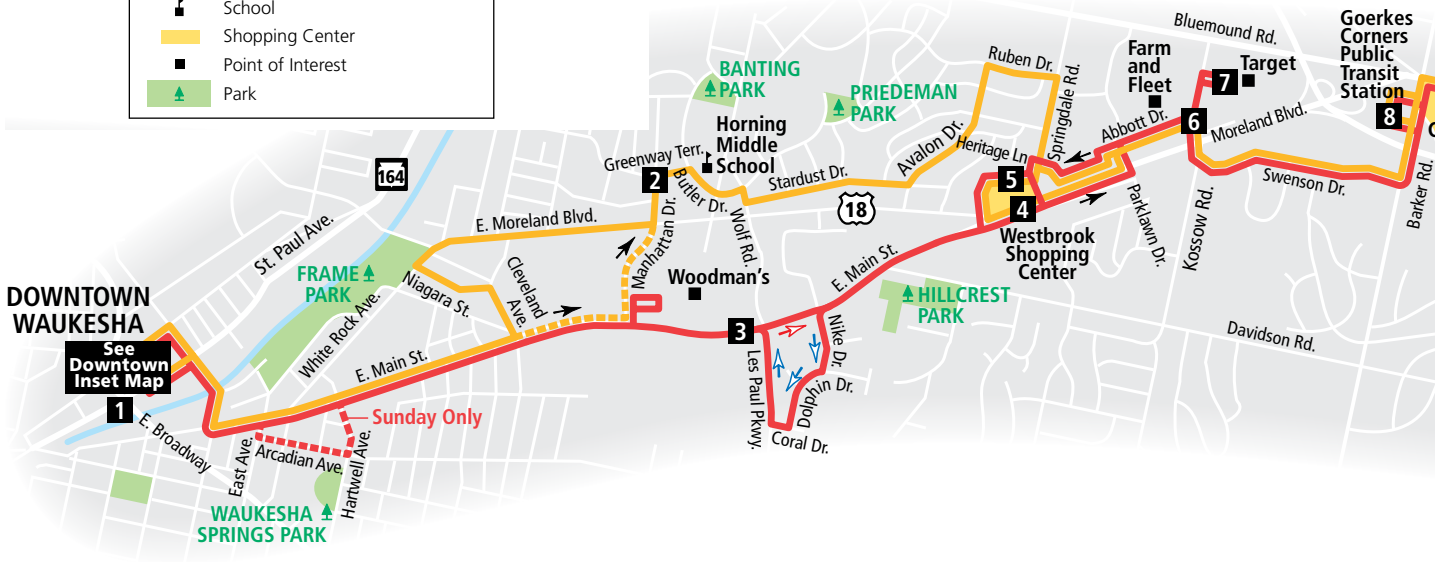 School
Shopping Center
Point of Interest
Park
Bluemound Rd.
Goerkes
Corners
Public
Transit
Station
8
Ruben Dr.
Springdale Rd.
Farm
and
Fleet
7
Target
6
Abbott Dr.
Moreland Blvd.
BANTING
PARK
PRIEDEMAN
PARK
Horning
Middle
School
Greenway Terr.
2
Butler Dr.
Stardust Dr.
Avalon Dr.
Heritage Ln
5
4
Swenson Dr.
Barker Rd.
164
18
St. Paul Ave.
E. Moreland Blvd.
Manhattan Dr.
Wolf Rd.
Westbrook
Shopping
Center
Parklawn Dr.
Kossow Rd.
FRAME
PARK
Niagara St.
Cleveland
Ave.
Woodman's
E. Main St.
HILLCREST
PARK
DOWNTOWN
WAUKESHA
See
Downtown
Inset Map
1
White Rock Ave.
E. Main St.
3
Nike Dr.
Davidson Rd.
Les Paul Pkwy.
Dolphin Dr.
Coral Dr.
Sunday Only
E. Broadway
East Ave.
Arcadian Ave.
Hartwell Ave.
WAUKESHA
SPRINGS PARK